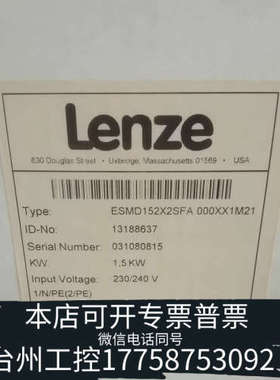 Lenze
630 Douglas Street • Uxbridge, Massachusetts 01569 • USA
Type: ESMD152X2SFA 000XX1M21
ID-No: 13188637
Serial Number: 031080815
KW: 1,5 KW
Input Voltage: 230/240 V
1/N/PE(2/PE)
本店可开专票普票
微信电话同号
台州工控17758753092